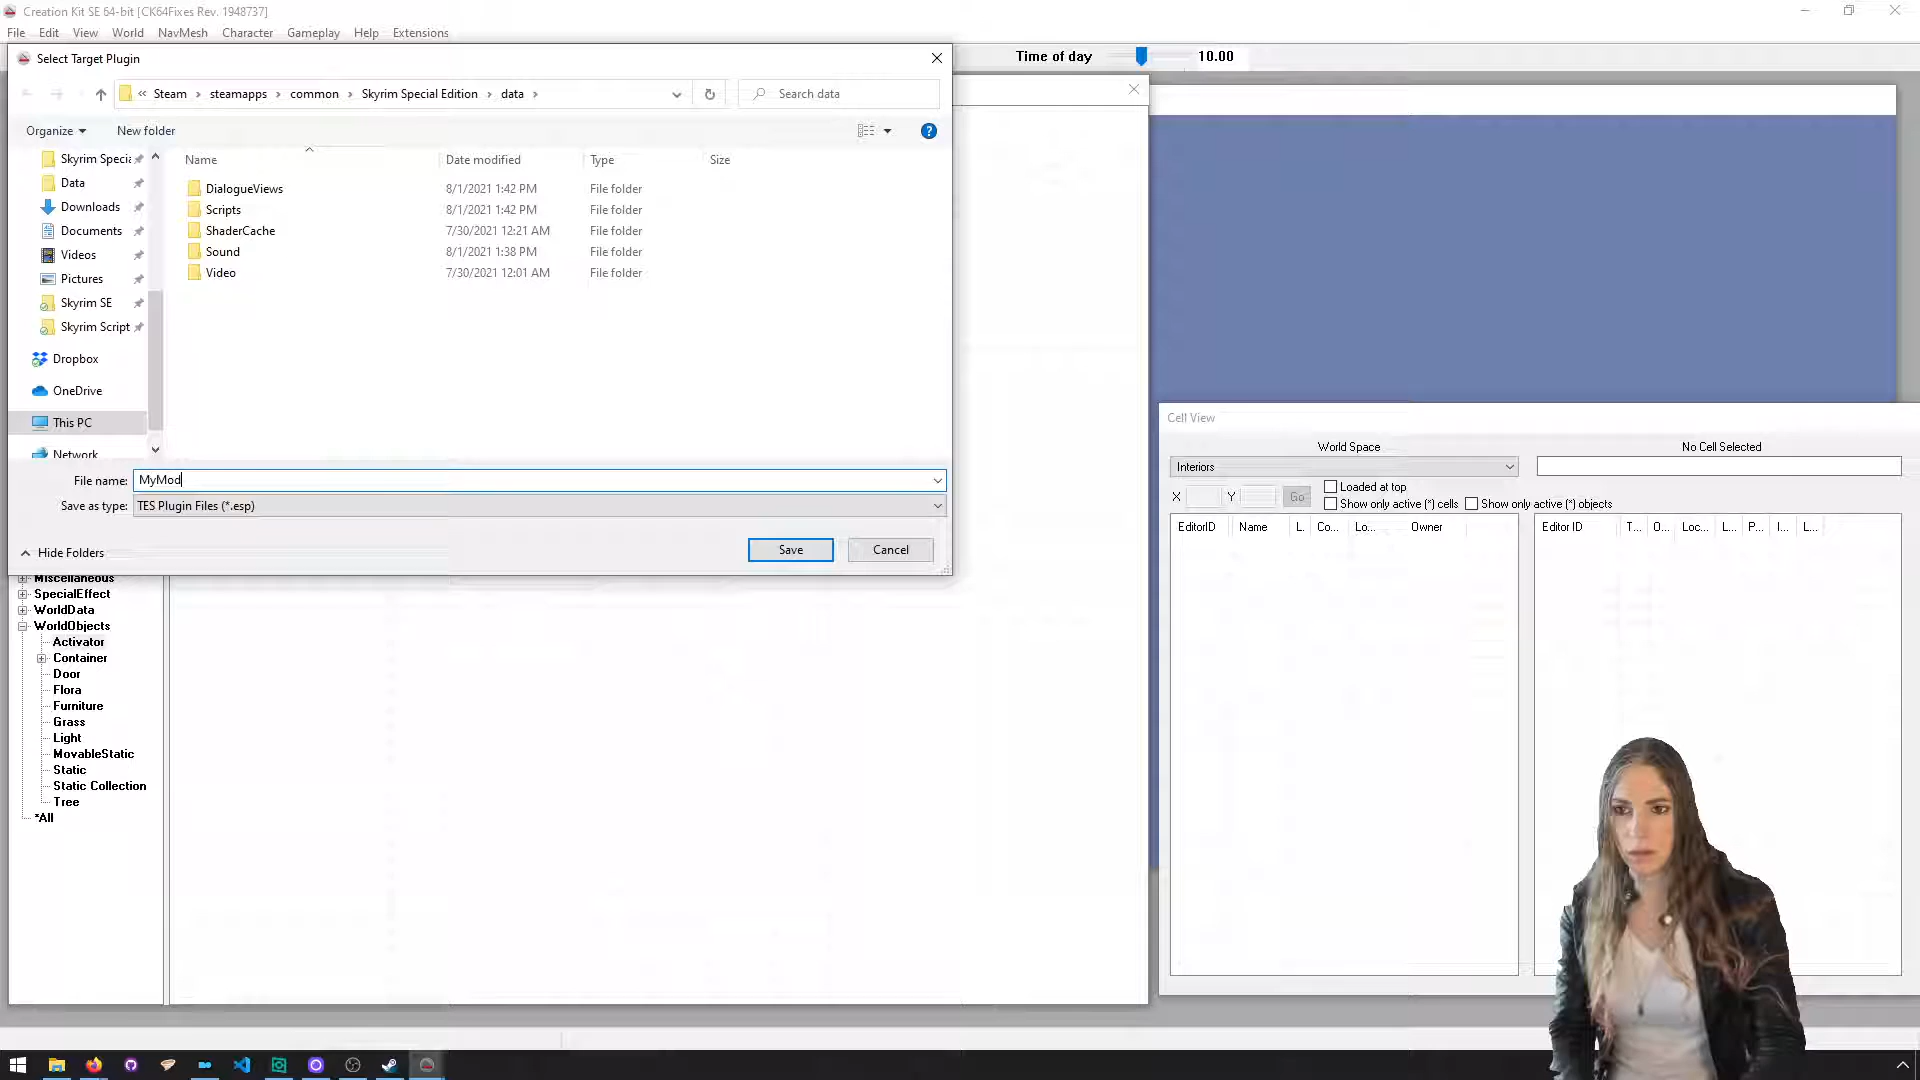 Creation Kit SE 64-bit [CK64Fixes Rev. 1948737]
File Edit View World NavMesh Character Gameplay Help Extensions
Select Target Plugin
Time of day 10.00
« Steam › steamapps › common › Skyrim Special Edition › data ›
Search data
Organize New folder
Name Date modified Type Size
Skyrim Specia
Data
Downloads
Documents
Videos
Pictures
Skyrim SE
Skyrim Script
Dropbox
OneDrive
This PC
Network
DialogueViews 8/1/2021 1:42 PM File folder
Scripts 8/1/2021 1:42 PM File folder
ShaderCache 7/30/2021 12:21 AM File folder
Sound 8/1/2021 1:38 PM File folder
Video 7/30/2021 12:01 AM File folder
File name: MyMod
Save as type: TES Plugin Files (*.esp)
Hide Folders
Save Cancel
Miscellaneous
SpecialEffect
WorldData
WorldObjects
Activator
Container
Door
Flora
Furniture
Grass
Light
MovableStatic
Static
Static Collection
Tree
*All
Cell View
World Space
No Cell Selected
Interiors
X Y Go
Loaded at top
Show only active (*) cells
Show only active (*) objects
EditorID Name L. Co... Lo... Owner
Editor ID T... O... Loc... L... P... I... L...